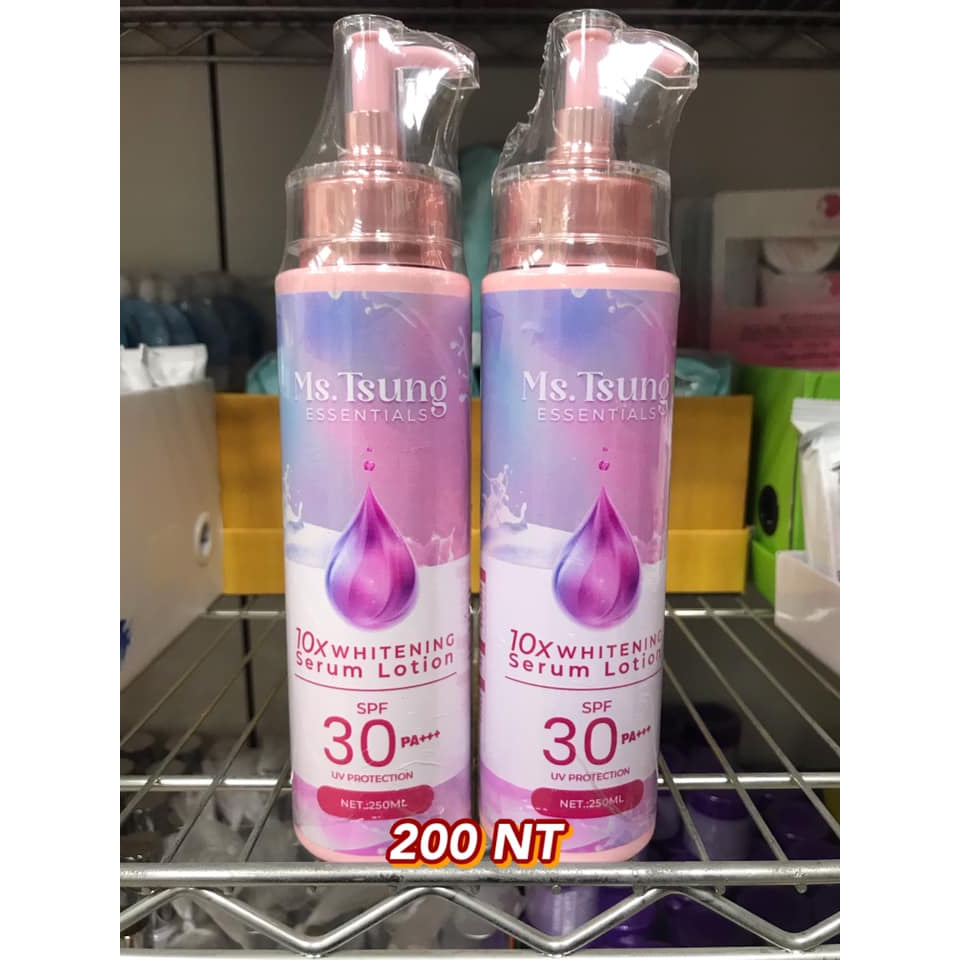 Ms. Tsung
ESSENTIALS
10x WHITENING
Serum Lotion
SPF
30 PA+++
UV PROTECTION
NET.:250ML
Ms. Tsung
ESSENTIALS
10x WHITENING
Serum Lotion
SPF
30 PA+++
UV PROTECTION
NET.:250ML
200 NT